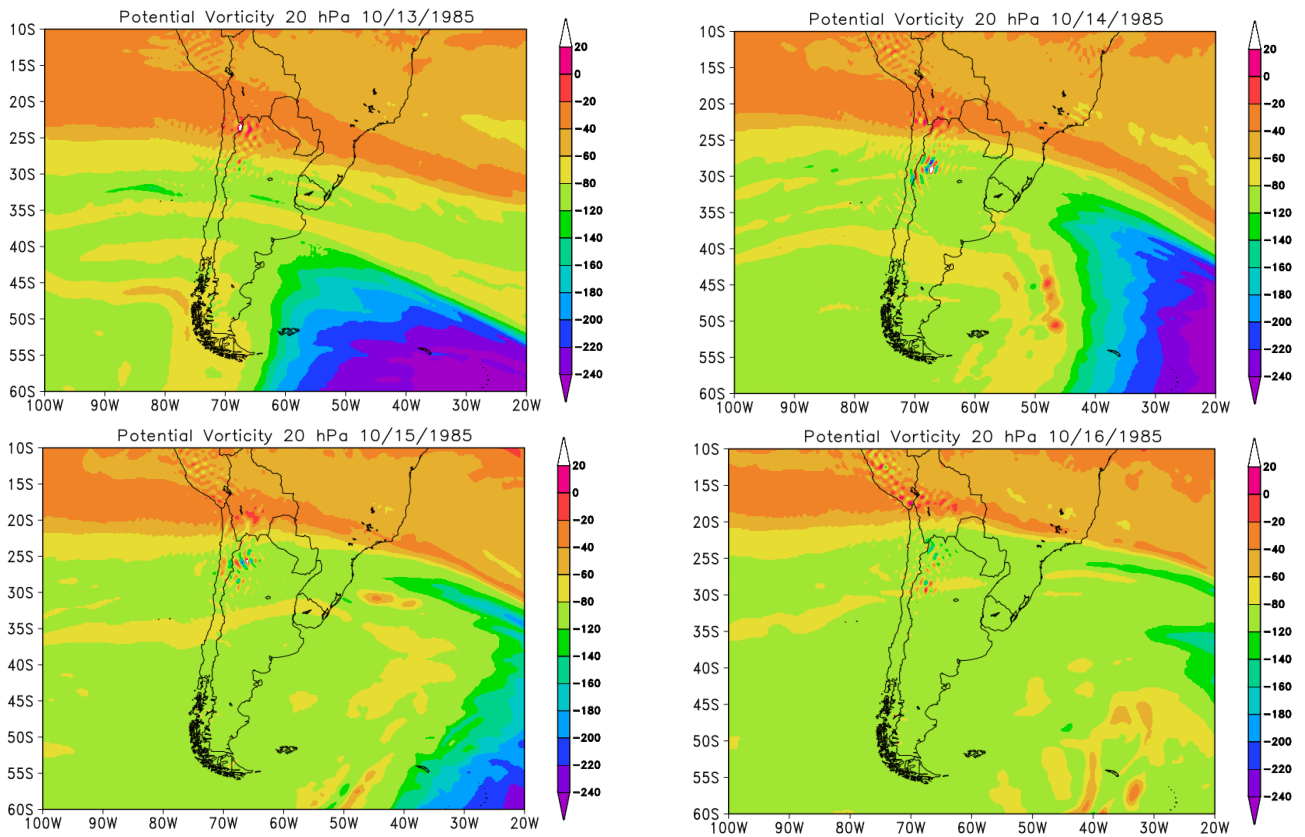 Potential Vorticity 20 hPa 10/13/1985
10S
15S
20S
25S
30S
35S
40S
45S
50S
55S
60S
100W 90W 80W 70W 60W 50W 40W 30W 20W
20
0
-20
-40
-60
-80
-120
-140
-160
-180
-200
-220
-240
Potential Vorticity 20 hPa 10/14/1985
10S
15S
20S
25S
30S
35S
40S
45S
50S
55S
60S
100W 90W 80W 70W 60W 50W 40W 30W 20W
20
0
-20
-40
-60
-80
-120
-140
-160
-180
-200
-220
-240
Potential Vorticity 20 hPa 10/15/1985
10S
15S
20S
25S
30S
35S
40S
45S
50S
55S
60S
100W 90W 80W 70W 60W 50W 40W 30W 20W
20
0
-20
-40
-60
-80
-120
-140
-160
-180
-200
-220
-240
Potential Vorticity 20 hPa 10/16/1985
10S
15S
20S
25S
30S
35S
40S
45S
50S
55S
60S
100W 90W 80W 70W 60W 50W 40W 30W 20W
20
0
-20
-40
-60
-80
-120
-140
-160
-180
-200
-220
-240